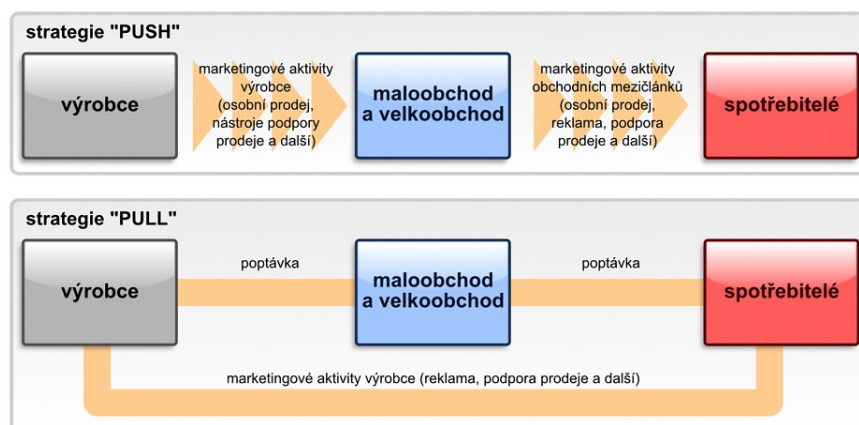 strategie "PUSH"
výrobce
marketingové aktivity
výrobce
(osobní prodej,
nástroje podpory
prodeje a další)
maloobchod
a velkoobchod
marketingové aktivity
obchodních mezičlánků
(osobní prodej,
reklama, podpora
prodeje a další)
spotřebitelé
strategie "PULL"
výrobce
poptávka
maloobchod
a velkoobchod
poptávka
spotřebitelé
marketingové aktivity výrobce (reklama, podpora prodeje a další)